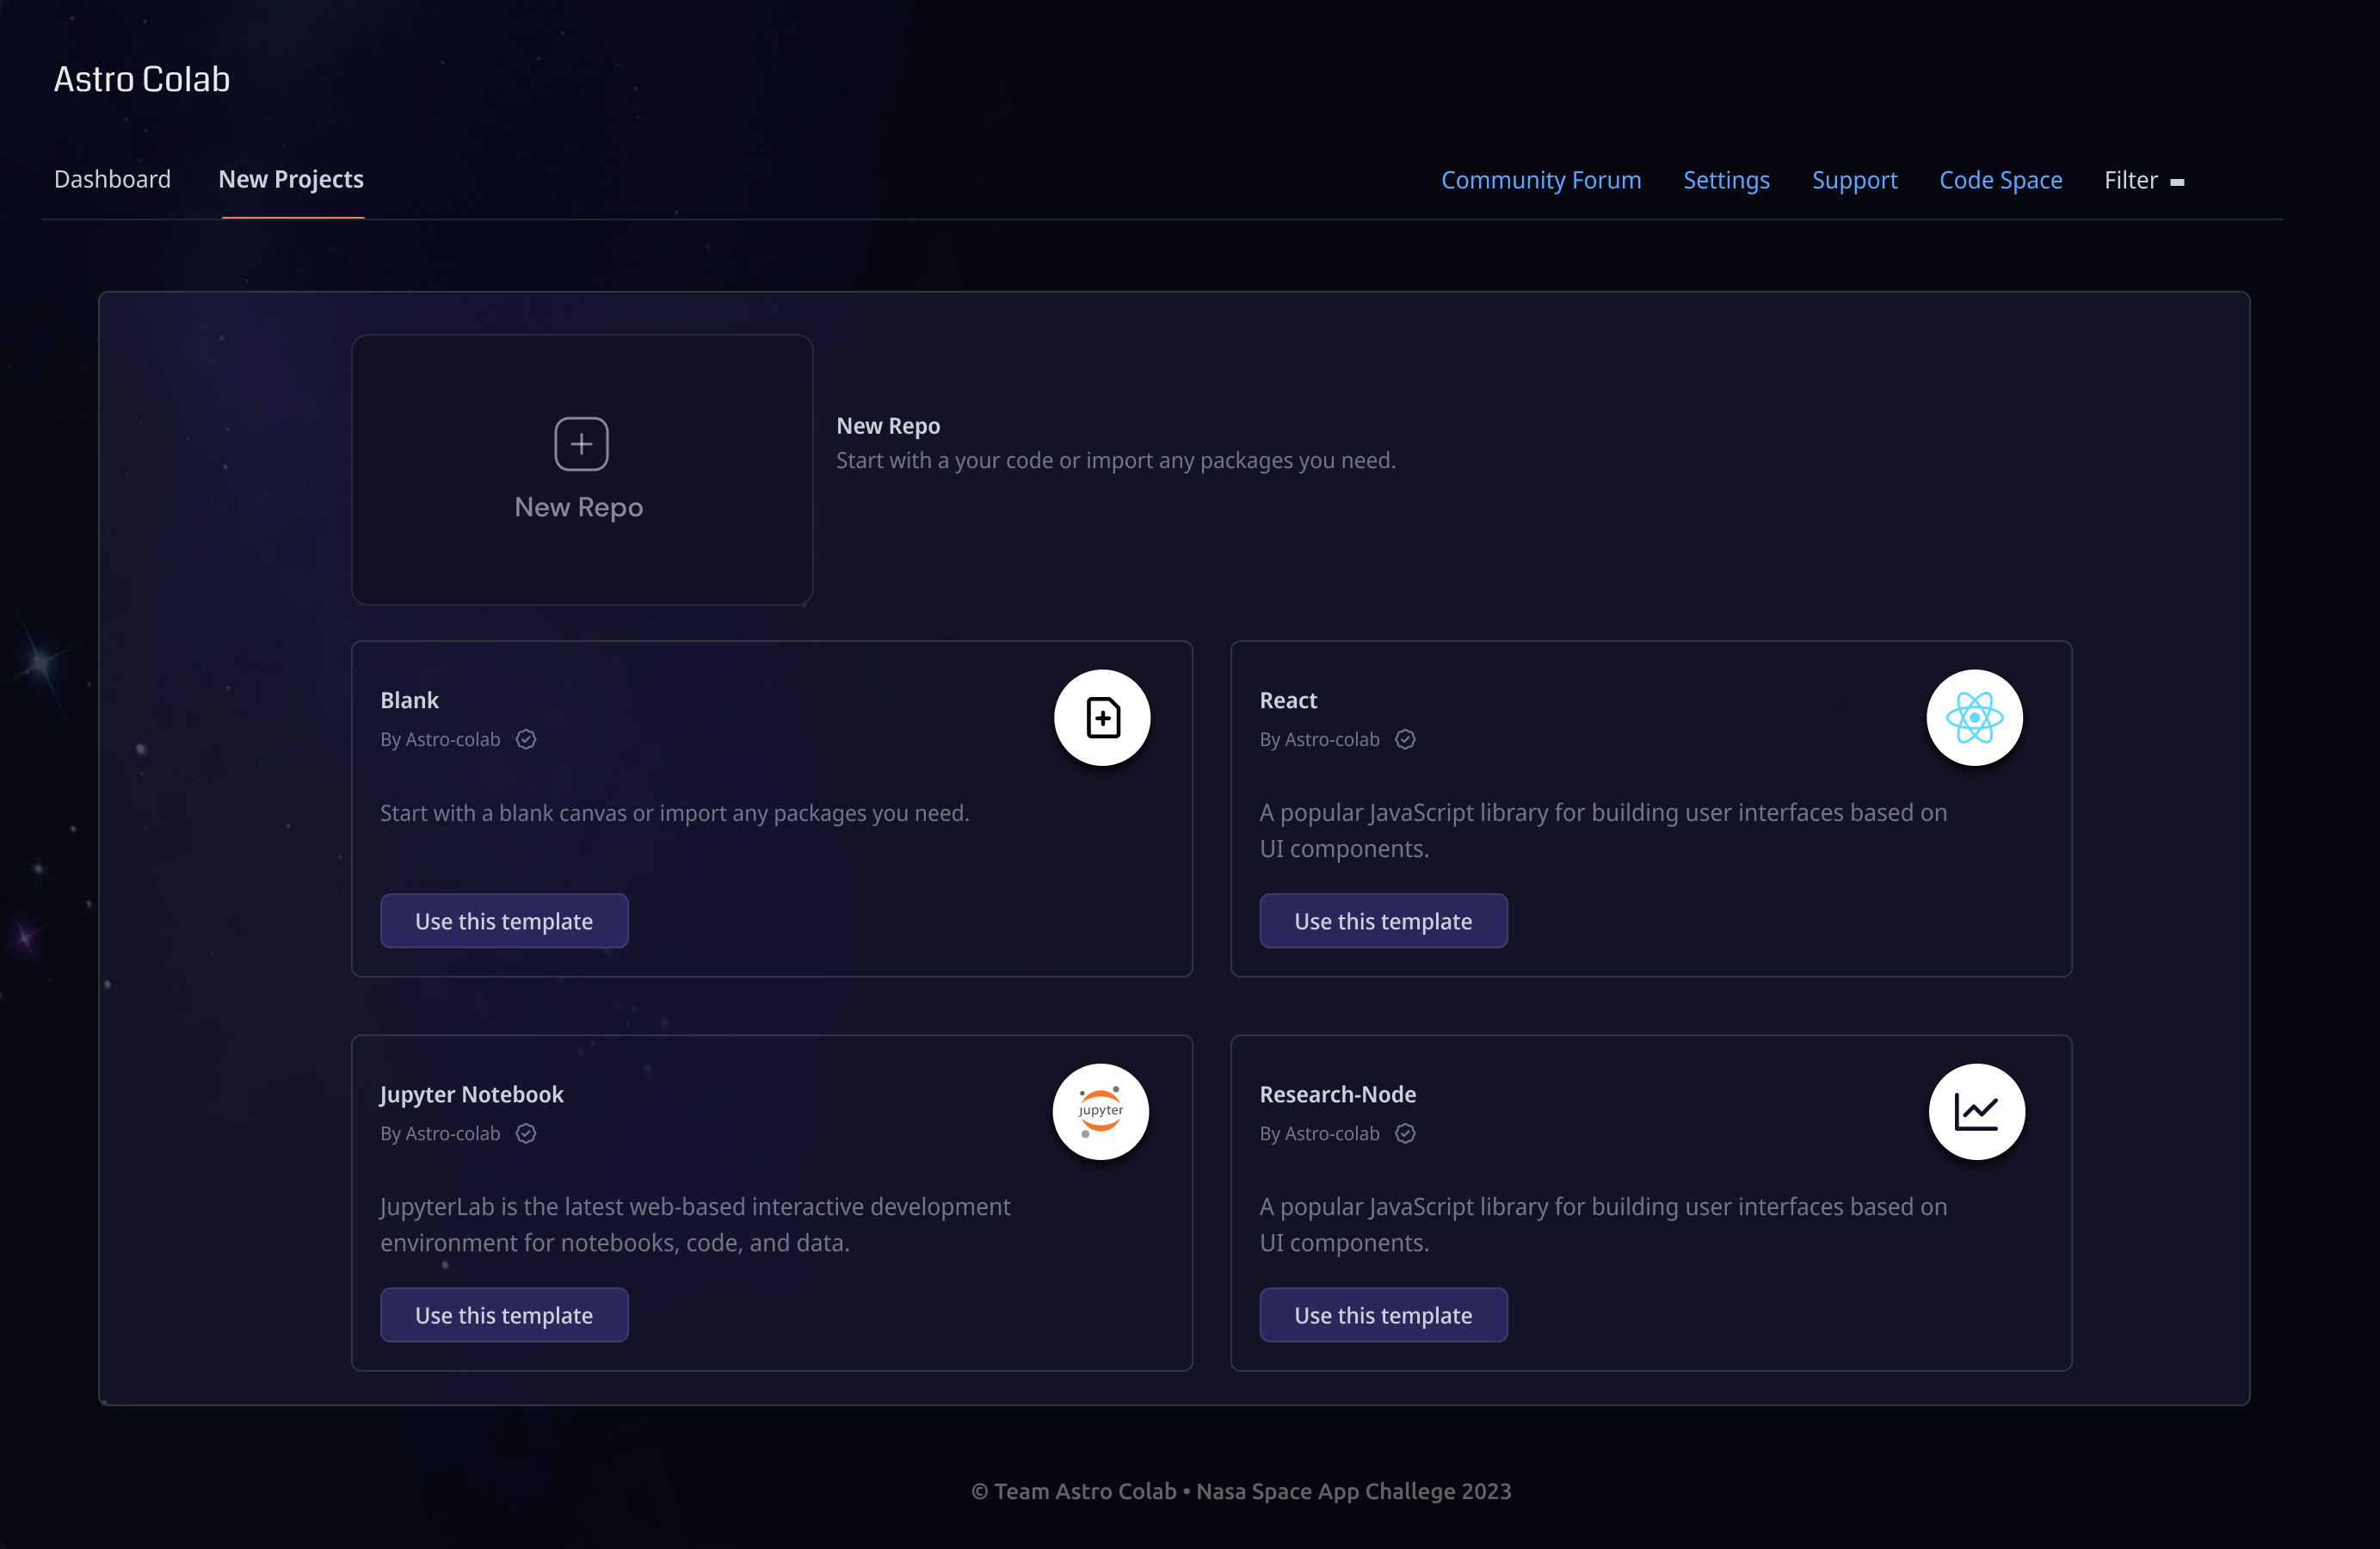 Astro Colab
Dashboard New Projects Community Forum Settings Support Code Space Filter
New Repo
New Repo
Start with a your code or import any packages you need.
Blank
By Astro-colab
Start with a blank canvas or import any packages you need.
Use this template
React
By Astro-colab
A popular JavaScript library for building user interfaces based on
UI components.
Use this template
Jupyter Notebook
By Astro-colab
jupyter
JupyterLab is the latest web-based interactive development
environment for notebooks, code, and data.
Use this template
Research-Node
By Astro-colab
A popular JavaScript library for building user interfaces based on
UI components.
Use this template
© Team Astro Colab • Nasa Space App Challege 2023